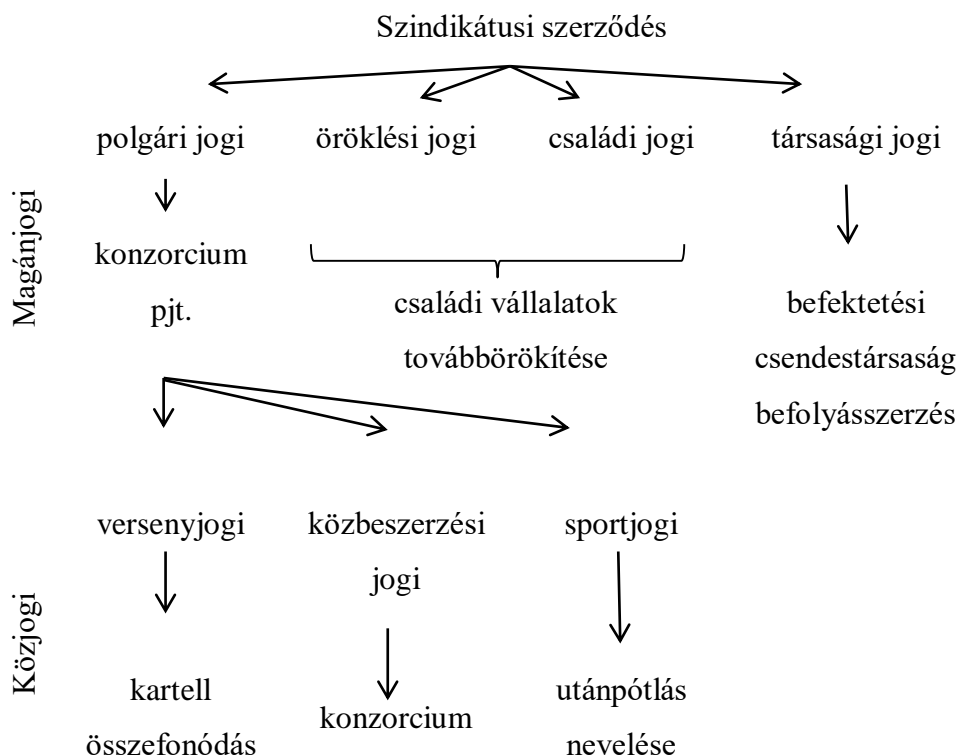 Szindikátusi szerződés
polgári jogi
öröklési jogi
családi jogi
társasági jogi
Magánjogi
konzorcium
pjt.
családi vállalatok
továbbörökítése
befektetési
csendestársaság
befolyásszerzés
versenyjogi
közbeszerzési
jogi
sportjogi
Közjogi
kartell
összefonódás
konzorcium
utánpótlás
nevelése